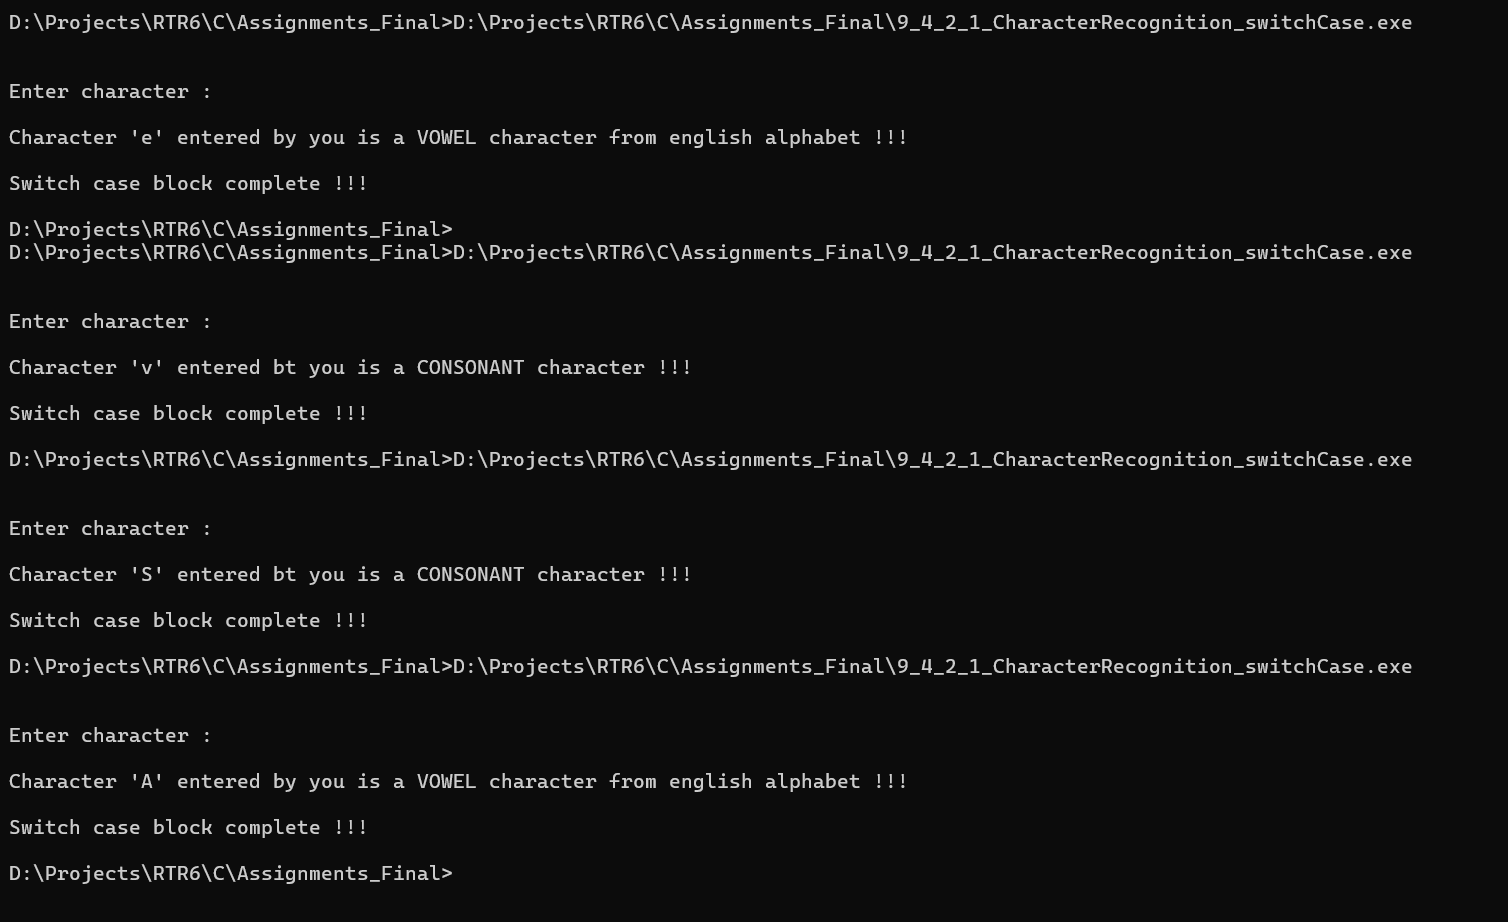 D:\Projects\RTR6\C\Assignments_Final>D:\Projects\RTR6\C\Assignments_Final\9_4_2_1_CharacterRecognition_switchCase.exe
Enter character :
Character 'e' entered by you is a VOWEL character from english alphabet !!!
Switch case block complete !!!
D:\Projects\RTR6\C\Assignments_Final>
D:\Projects\RTR6\C\Assignments_Final>D:\Projects\RTR6\C\Assignments_Final\9_4_2_1_CharacterRecognition_switchCase.exe
Enter character :
Character 'v' entered bt you is a CONSONANT character !!!
Switch case block complete !!!
D:\Projects\RTR6\C\Assignments_Final>D:\Projects\RTR6\C\Assignments_Final\9_4_2_1_CharacterRecognition_switchCase.exe
Enter character :
Character 'S' entered bt you is a CONSONANT character !!!
Switch case block complete !!!
D:\Projects\RTR6\C\Assignments_Final>D:\Projects\RTR6\C\Assignments_Final\9_4_2_1_CharacterRecognition_switchCase.exe
Enter character :
Character 'A' entered by you is a VOWEL character from english alphabet !!!
Switch case block complete !!!
D:\Projects\RTR6\C\Assignments_Final>